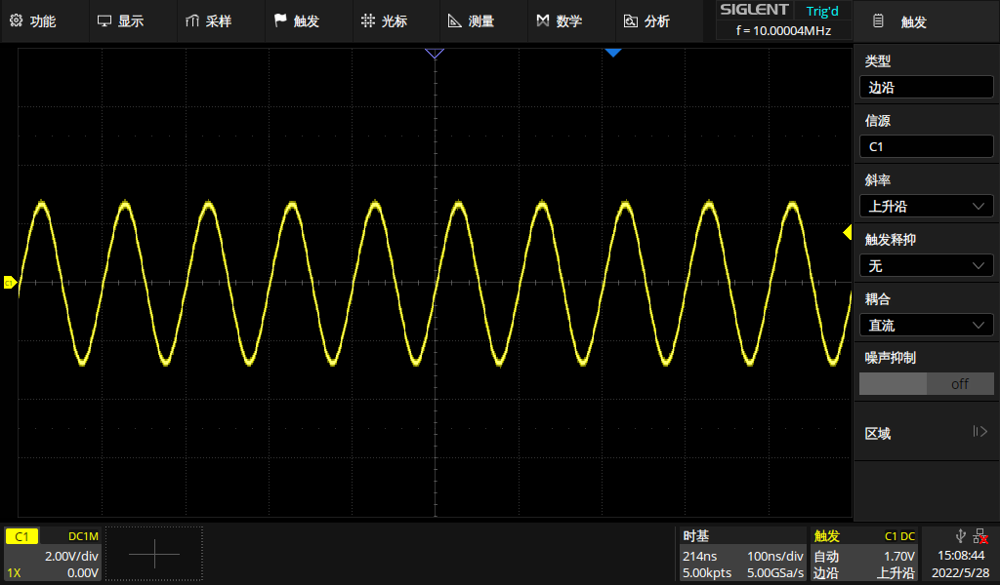 功能 显示 采样 触发 光标 测量 数学 分析
SIGLENT Trig'd
f = 10.00004MHz
触发
类型
边沿
信源
C1
斜率
上升沿
触发释抑
无
耦合
直流
噪声抑制
off
区域
C1
C1 DC1M
2.00V/div
1X 0.00V
时基
214ns 100ns/div
5.00kpts 5.00GSa/s
触发 C1 DC
自动 1.70V
边沿 上升沿
15:08:44
2022/5/28